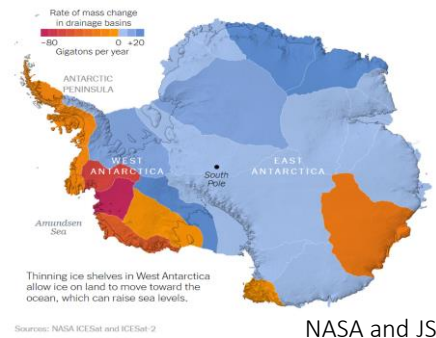 Rate of mass change
in drainage basins
-80 0 +20
Gigatons per year
ANTARCTIC
PENINSULA
WEST
ANTARCTICA
South
Pole
EAST
ANTARCTICA
Amundsen
Sea
Thinning ice shelves in West Antarctica
allow ice on land to move toward the
ocean, which can raise sea levels.
Sources: NASA ICESat and ICESat-2
NASA and JS